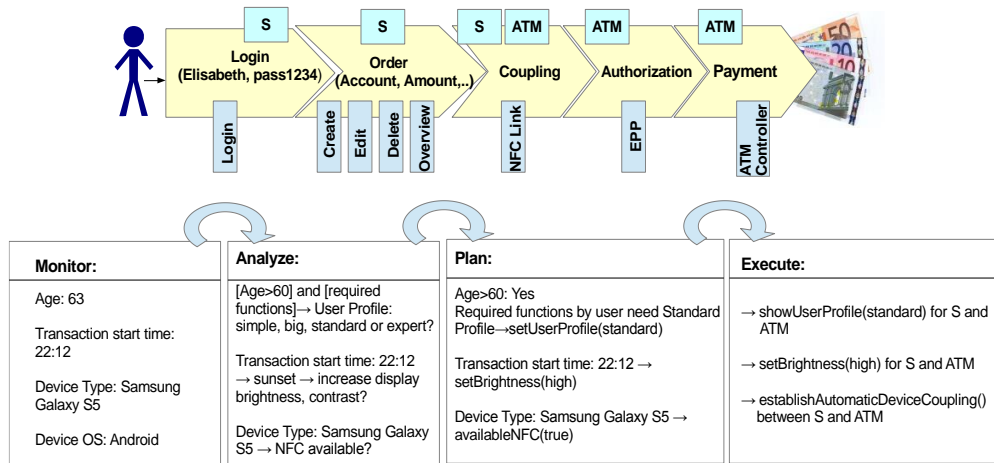 S
S
S
ATM
ATM
ATM
Login
(Elisabeth, pass1234)
Order
(Account, Amount,..)
Coupling
Authorization
Payment
50
20
10
5
Login
Create
Edit
Delete
Overview
NFC Link
EPP
ATM
Controller
Monitor:
Age: 63
Transaction start time:
22:12
Device Type: Samsung
Galaxy S5
Device OS: Android
Analyze:
[Age>60] and [required
functions]→ User Profile:
simple, big, standard or expert?
Transaction start time: 22:12
→ sunset → increase display
brightness, contrast?
Device Type: Samsung Galaxy
S5 → NFC available?
Plan:
Age>60: Yes
Required functions by user need Standard
Profile→setUserProfile(standard)
Transaction start time: 22:12 →
setBrightness(high)
Device Type: Samsung Galaxy S5 →
availableNFC(true)
Execute:
→ showUserProfile(standard) for S and
ATM
→ setBrightness(high) for S and ATM
→ establishAutomaticDeviceCoupling()
between S and ATM